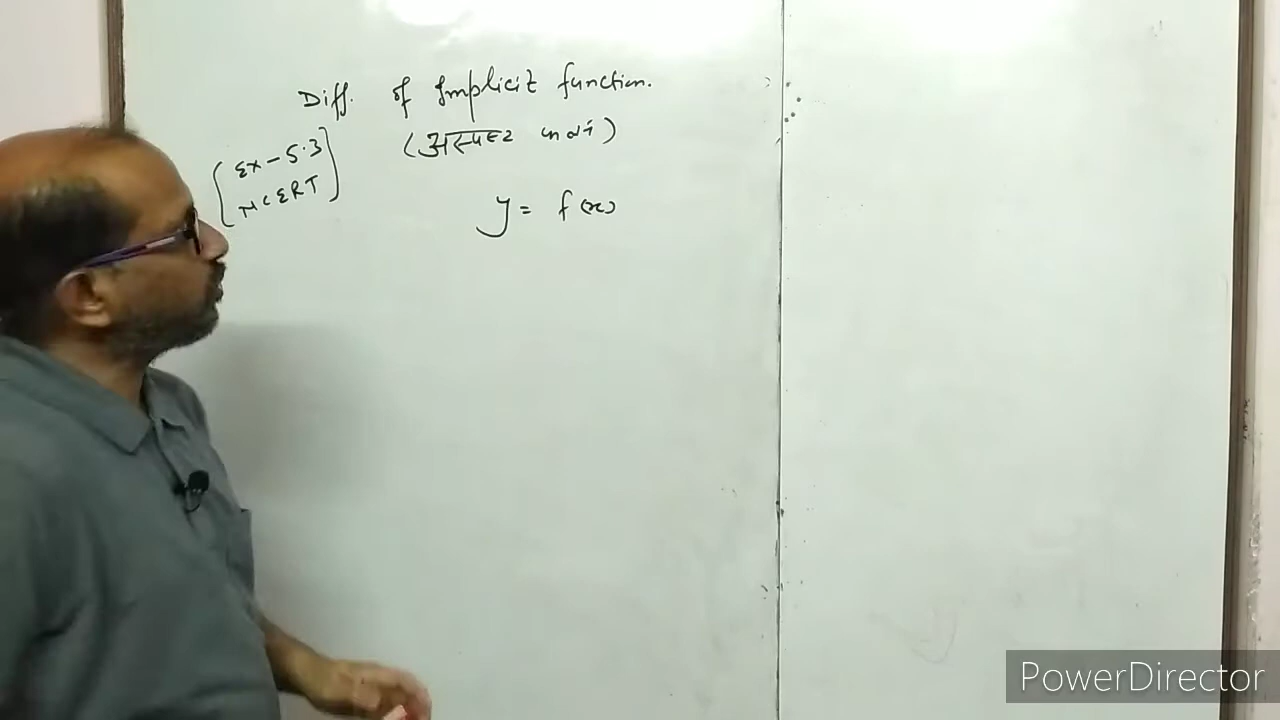 Diff. of Implicit function.
(अस्पष्ट फलन)
[Ex-5.3
NCERT]
y = f(x)
PowerDirector